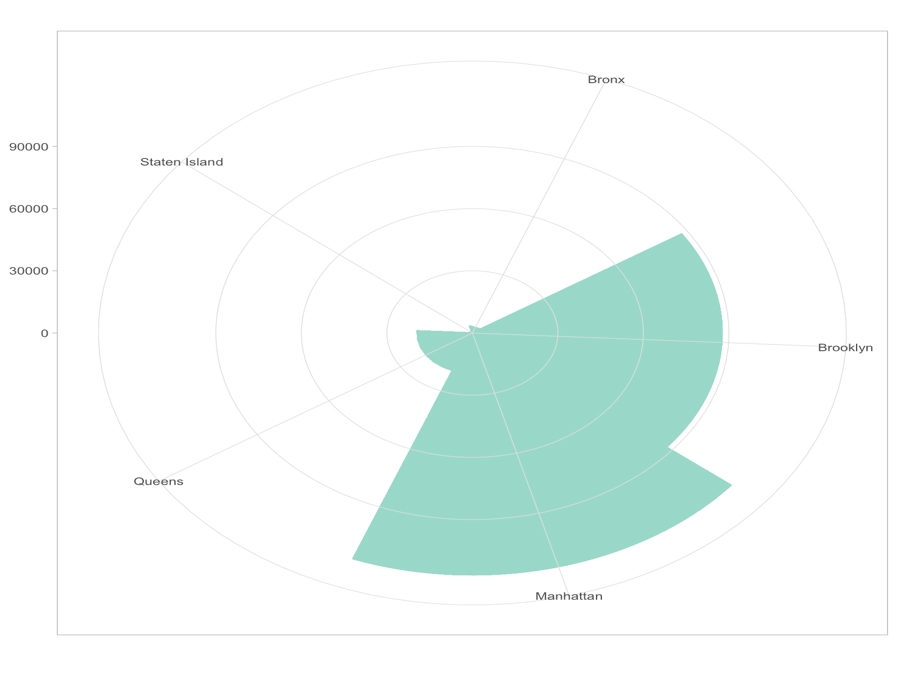 Bronx
90000
Staten Island
60000
30000
0
Brooklyn
Queens
Manhattan